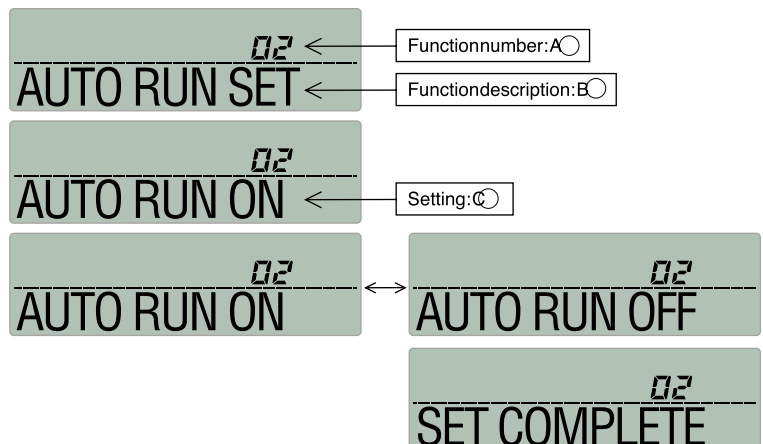 02
Functionnumber:A
AUTO RUN SET
Functiondescription:B
02
AUTO RUN ON
Setting:C
02
AUTO RUN ON
02
AUTO RUN OFF
02
SET COMPLETE